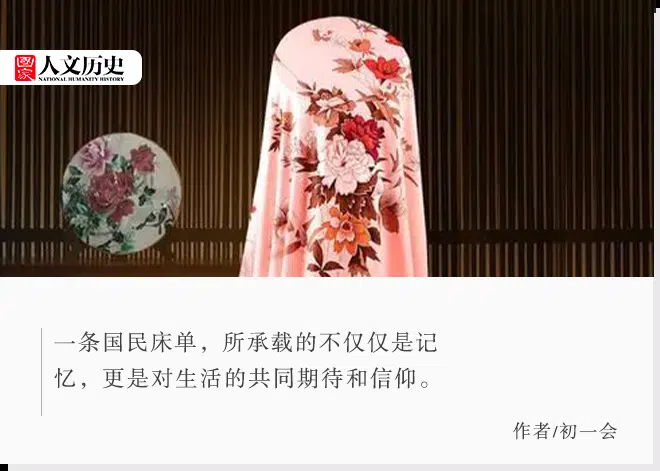 国家
人文历史
NATIONAL HUMANITY HISTORY
一条国民床单，所承载的不仅仅是记
忆，更是对生活的共同期待和信仰。
作者/初一会